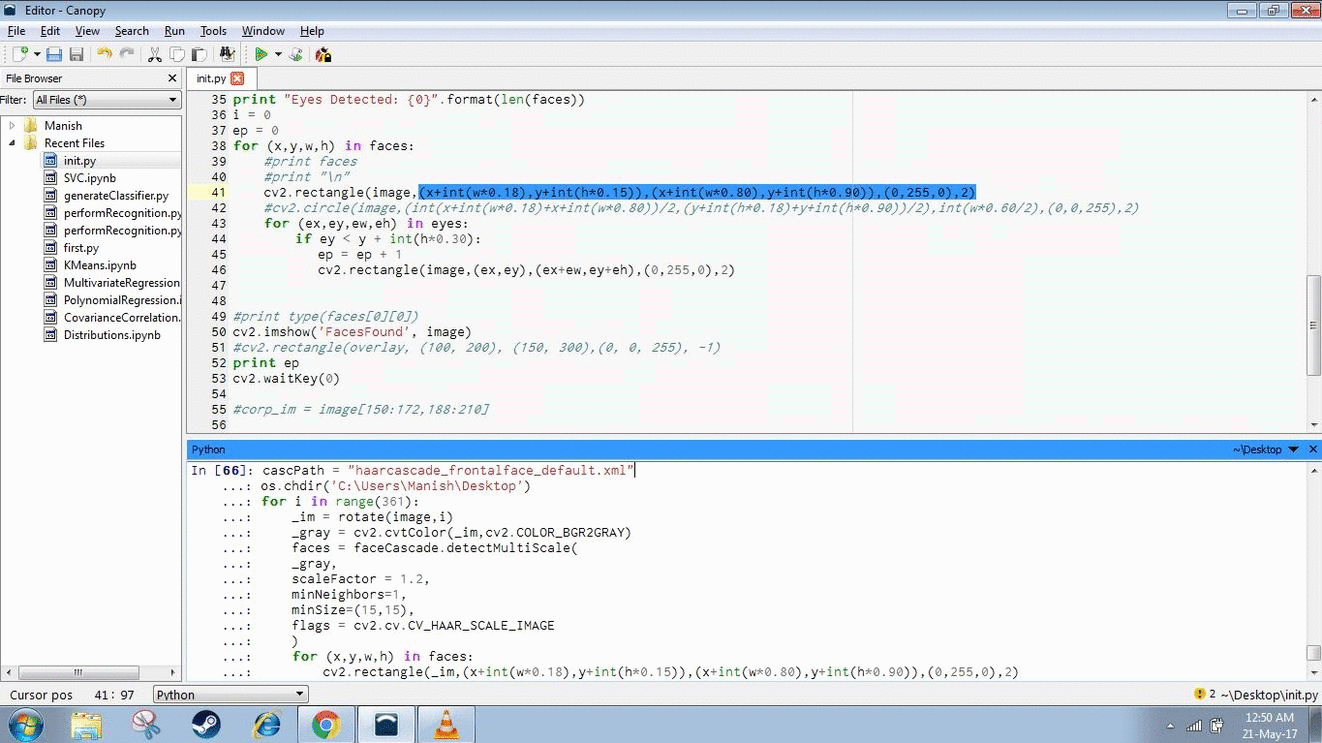 Editor - Canopy
File Edit View Search Run Tools Window Help
File Browser
init.py
Filter: All Files (*)
Manish
Recent Files
init.py
SVC.ipynb
generateClassifier.py
performRecognition.py
performRecognition.py
first.py
KMeans.ipynb
MultivariateRegression
PolynomialRegression.i
CovarianceCorrelation.
Distributions.ipynb
35 print "Eyes Detected: {0}".format(len(faces))
36 i = 0
37 ep = 0
38 for (x,y,w,h) in faces:
39 #print faces
40 #print "\n"
41 cv2.rectangle(image,(x+int(w*0.18),y+int(h*0.15)),(x+int(w*0.80),y+int(h*0.90)),(0,255,0),2)
42 #cv2.circle(image,(int(x+int(w*0.18)+x+int(w*0.80))/2,(y+int(h*0.18)+y+int(h*0.90))/2),int(w*0.60/2),(0,0,255),2)
43 for (ex,ey,ew,eh) in eyes:
44 if ey < y + int(h*0.30):
45 ep = ep + 1
46 cv2.rectangle(image,(ex,ey),(ex+ew,ey+eh),(0,255,0),2)
47
48
49 #print type(faces[0][0])
50 cv2.imshow('FacesFound', image)
51 #cv2.rectangle(overlay, (100, 200), (150, 300),(0, 0, 255), -1)
52 print ep
53 cv2.waitKey(0)
54
55 #corp_im = image[150:172,188:210]
56
Python ~\Desktop
In [66]: cascPath = "haarcascade_frontalface_default.xml"
...: os.chdir('C:\Users\Manish\Desktop')
...: for i in range(361):
...: _im = rotate(image,i)
...: _gray = cv2.cvtColor(_im,cv2.COLOR_BGR2GRAY)
...: faces = faceCascade.detectMultiScale(
...: _gray,
...: scaleFactor = 1.2,
...: minNeighbors=1,
...: minSize=(15,15),
...: flags = cv2.cv.CV_HAAR_SCALE_IMAGE
...: )
...: for (x,y,w,h) in faces:
...: cv2.rectangle(_im,(x+int(w*0.18),y+int(h*0.15)),(x+int(w*0.80),y+int(h*0.90)),(0,255,0),2)
Cursor pos 41: 97 Python 2 ~\Desktop\init.py
12:50 AM
21-May-17